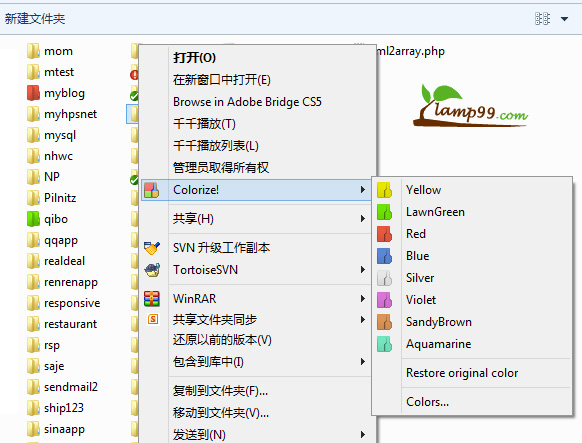 新建文件夹
mom
mtest
myblog
myhpsnet
mysql
nhwc
NP
Pilnitz
qibo
qqapp
realdeal
renrenapp
responsive
restaurant
rsp
saje
sendmail2
ship123
sinaapp
ml2array.php
lamp99.com
打开(O)
在新窗口中打开(E)
Browse in Adobe Bridge CS5
千千播放(T)
千千播放列表(L)
管理员取得所有权
Colorize!
共享(H)
SVN 升级工作副本
TortoiseSVN
WinRAR
共享文件夹同步
还原以前的版本(V)
包含到库中(I)
复制到文件夹(F)...
移动到文件夹(V)...
发送到(N)
Yellow
LawnGreen
Red
Blue
Silver
Violet
SandyBrown
Aquamarine
Restore original color
Colors...